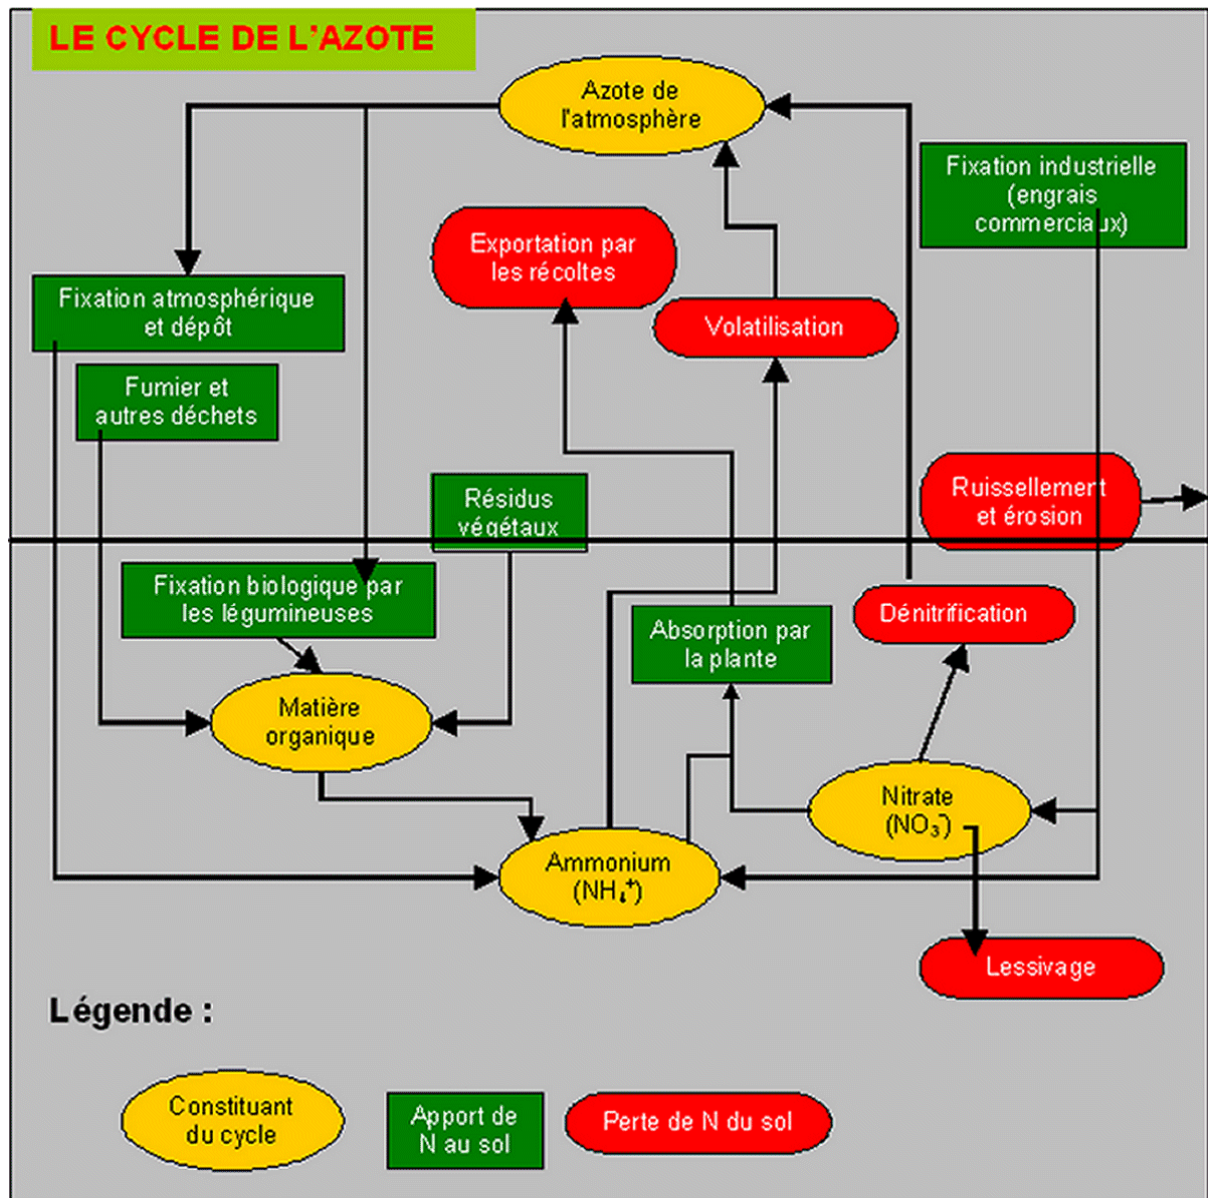 LE CYCLE DE L'AZOTE
Azote de
l'atmosphère
Fixation industrielle
(engrais
commerciaux)
Exportation par
les récoltes
Fixation atmosphérique
et dépôt
Volatilisation
Fumier et
autres déchets
Résidus
végétaux
Ruissellement
et érosion
Fixation biologique par
les légumineuses
Absorption par
la plante
Dénitrification
Matière
organique
Nitrate
(NO₃⁻)
Ammonium
(NH₄⁺)
Lessivage
Légende :
Constituant
du cycle
Apport de
N au sol
Perte de N du sol